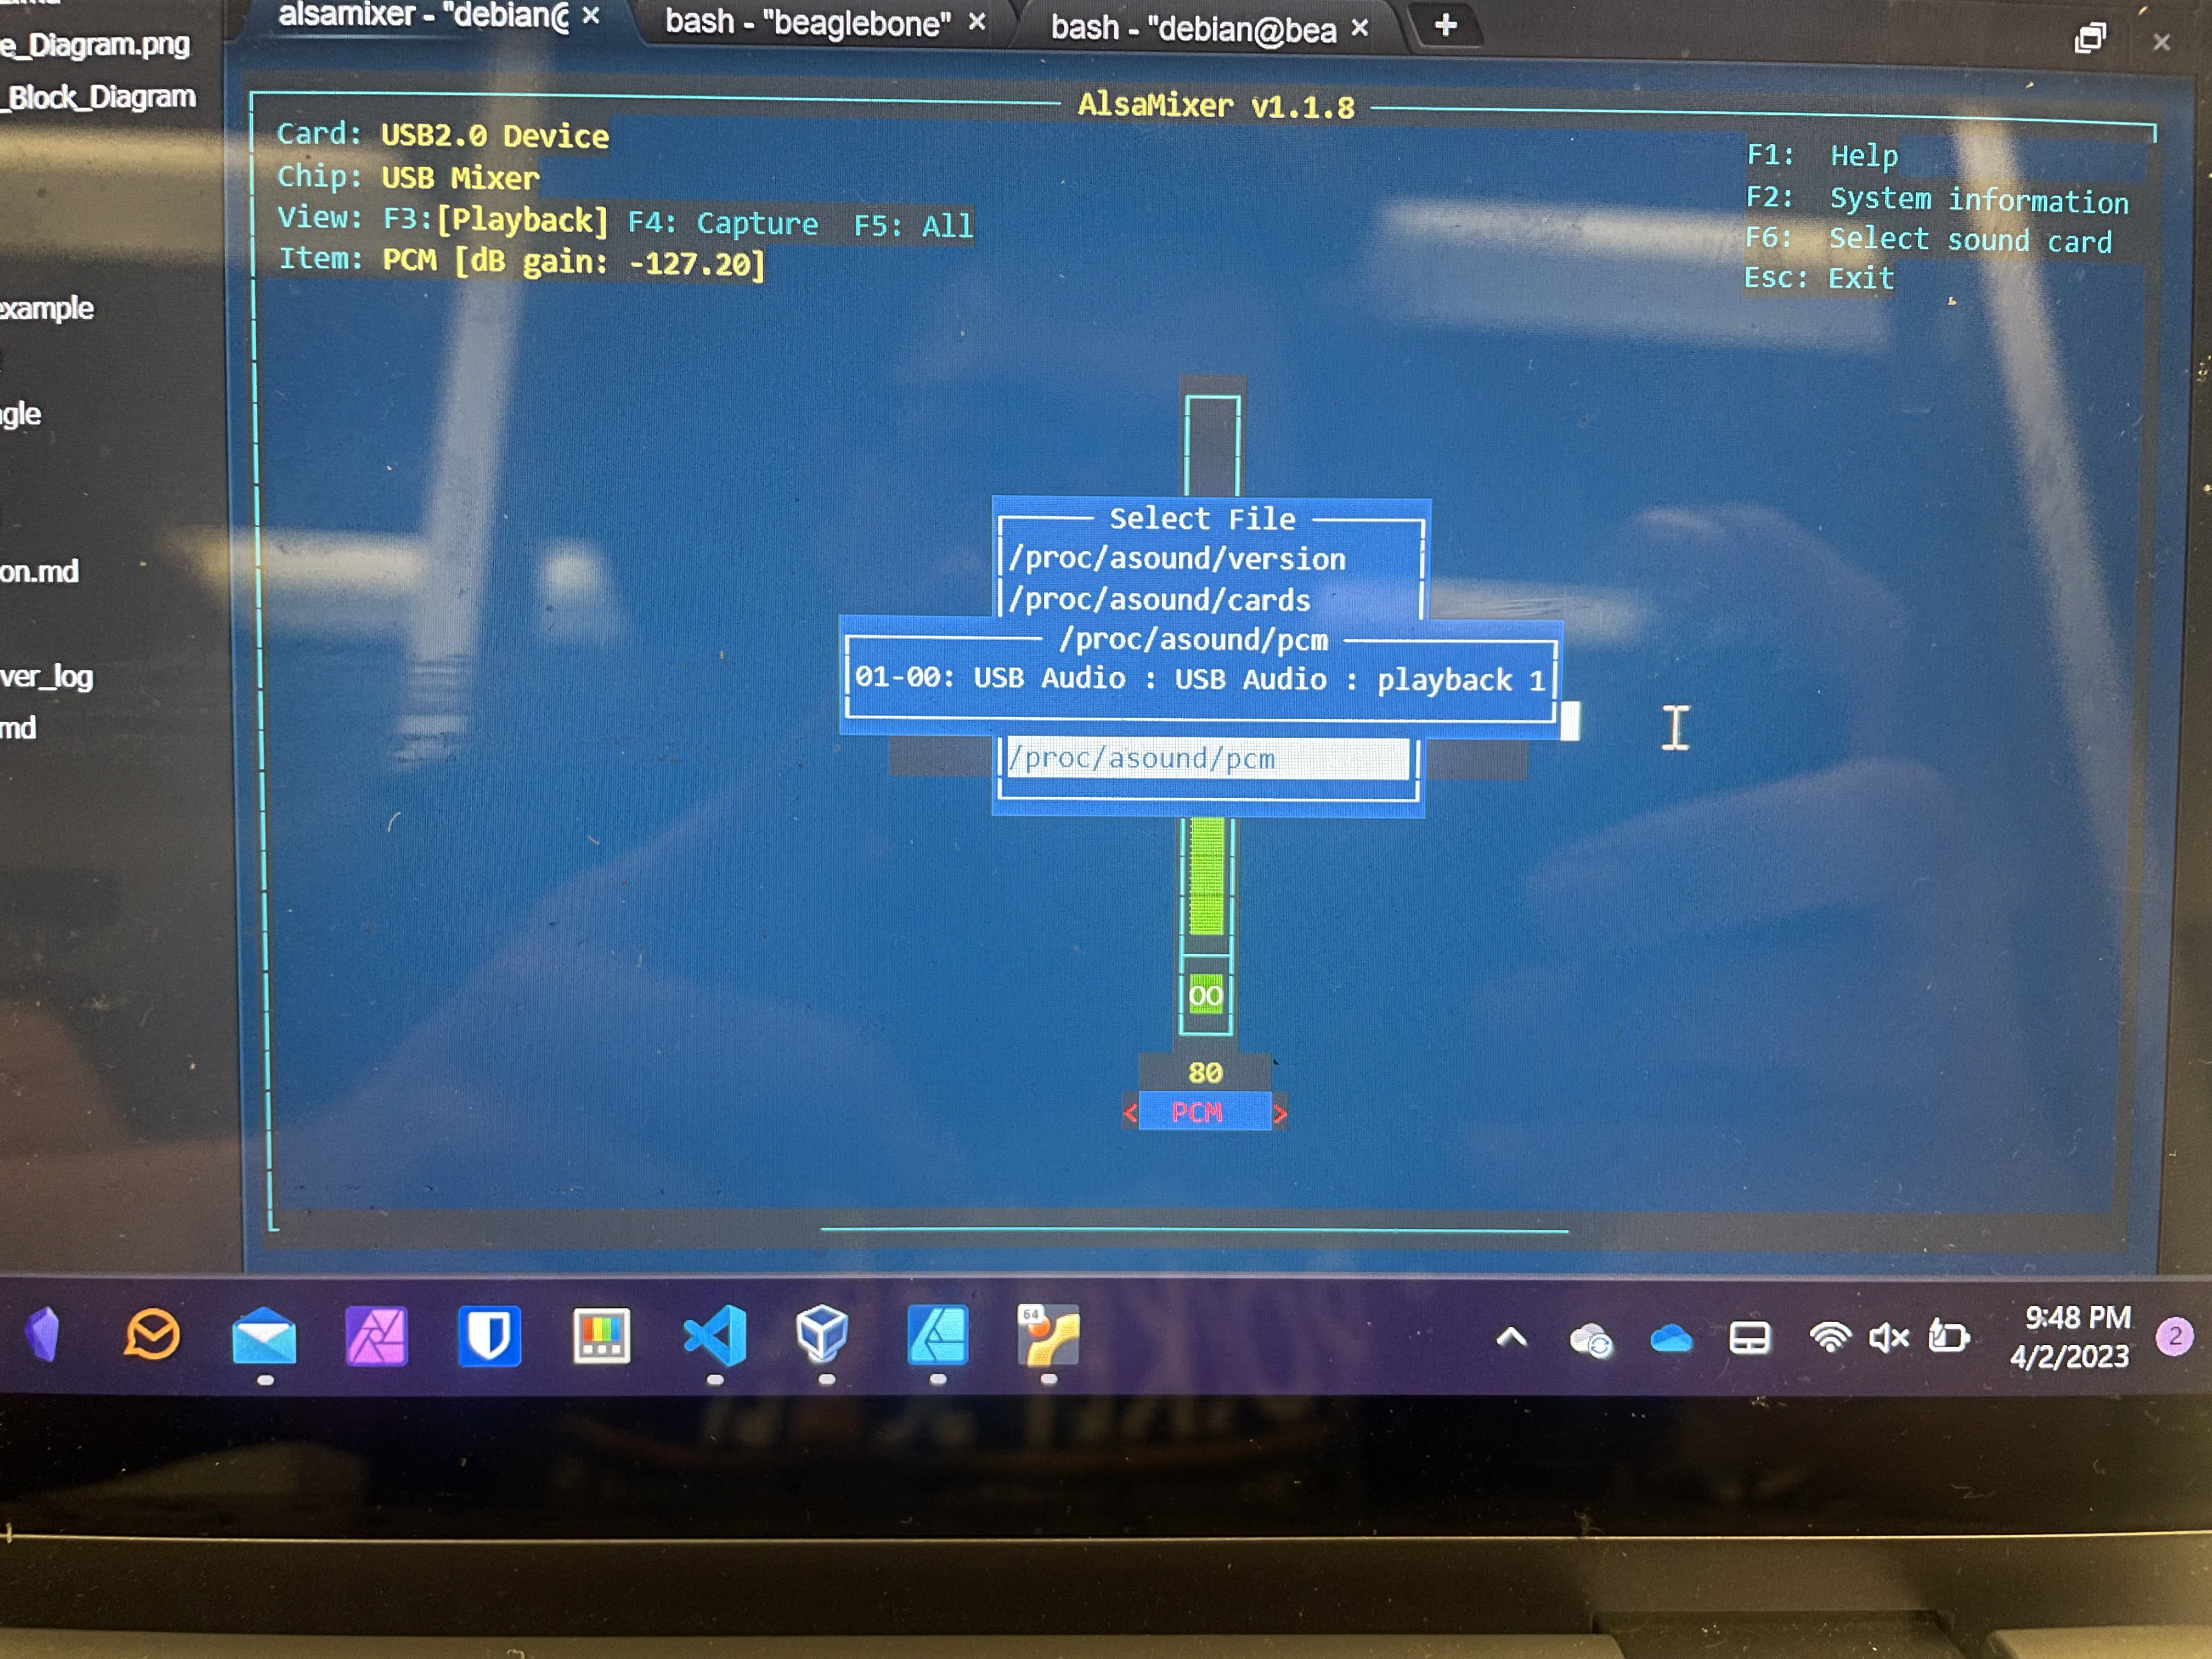 e_Diagram.png
_Block_Diagram
example
gle
on.md
ver_log
md
alsamixer - "debian@ ×
bash - "beaglebone" ×
bash - "debian@bea ×
+
×
AlsaMixer v1.1.8
Card: USB2.0 Device
Chip: USB Mixer
View: F3:[Playback] F4: Capture F5: All
Item: PCM [dB gain: -127.20]
F1: Help
F2: System information
F6: Select sound card
Esc: Exit
Select File
/proc/asound/version
/proc/asound/cards
/proc/asound/pcm
01-00: USB Audio : USB Audio : playback 1
/proc/asound/pcm
OO
80
< PCM >
64
9:48 PM
4/2/2023
2